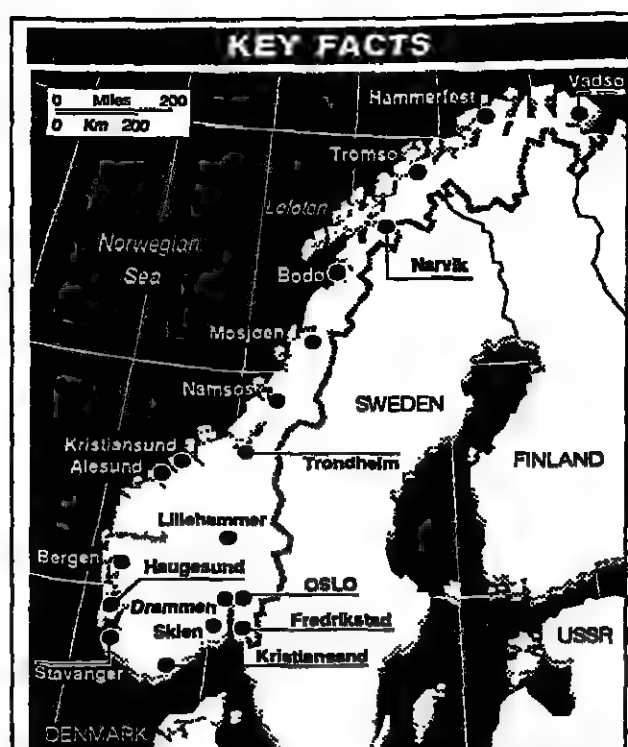 KEY FACTS
0 Miles 200
0 Km 200
Vadso
Hammerfest
Tromso
Lofoton
Norwegian
Sea
Narvik
Bodo
Mosjoen
Namsos
SWEDEN
Kristiansund
Alesund
Trondheim
FINLAND
Lillehammer
Bergen
Haugesund
OSLO
Drammen
Fredrikstad
Skien
USSR
Kristiansand
Stavanger
DENMARK